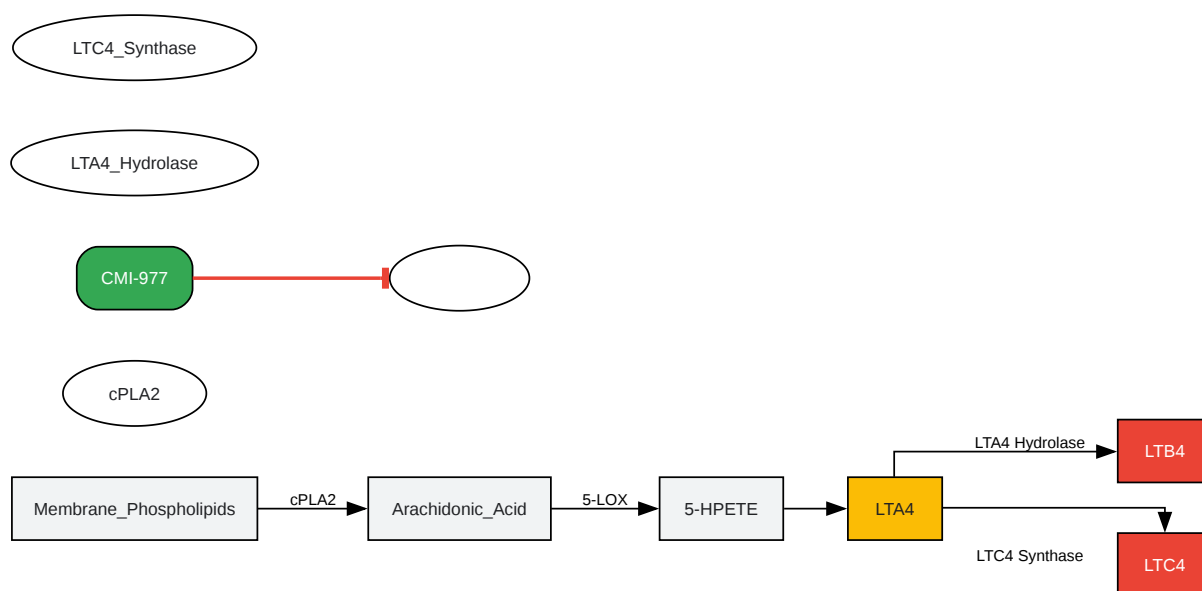 LTC4_Synthase
LTA4_Hydrolase
CMI-977
cPLA2
LTA4 Hydrolase
LTB4
Membrane_Phospholipids
cPLA2
Arachidonic_Acid
5-LOX
5-HPETE
LTA4
LTC4 Synthase
LTC4